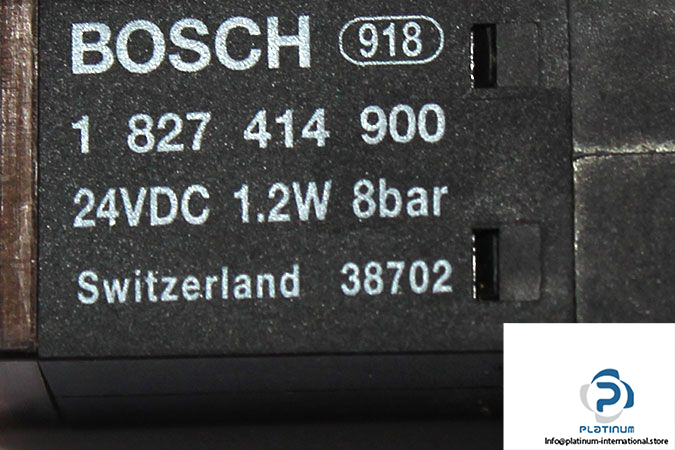 BOSCH 918
1 827 414 900
24VDC 1.2W 8bar
Switzerland 38702
P
PLATINUM
Info@platinum-international.store